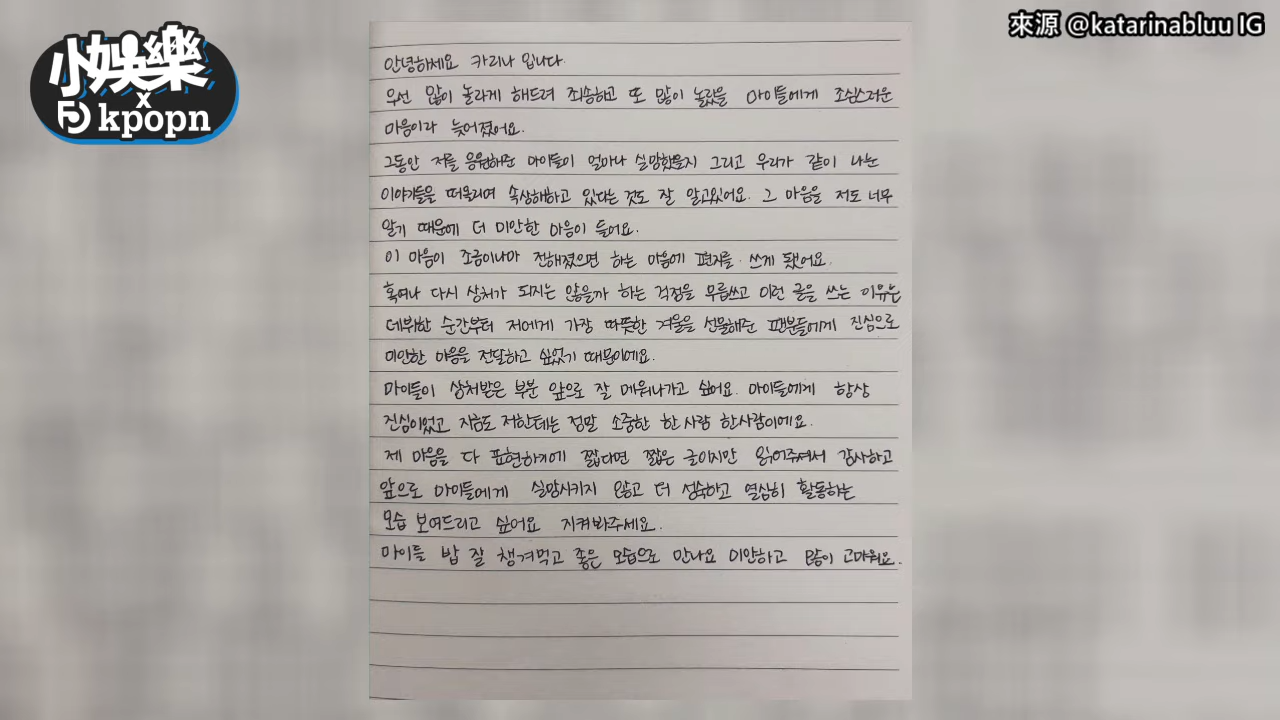 小娛樂
x
kpopn
來源 @katarinabluu IG
안녕하세요 카리나 입니다.
우선 많이 놀라게 해드려 죄송하고 또 많이 놀랐을 마이들에게 조심스러운
마음이라 늦어졌어요.
그동안 저를 응원해준 마이들이 얼마나 실망했을지 그리고 우리가 같이 나눈
이야기들을 떠올리며 속상해하고 있다는 것도 잘 알고있어요. 그 마음을 저도 너무
알기 때문에 더 미안한 마음이 들어요.
이 마음이 조금이나마 전해졌으면 하는 마음에 편지를 쓰게 됐어요.
혹여나 다시 상처가 되지는 않을까 하는 걱정을 무릅쓰고 이런 글을 쓰는 이유는
데뷔한 순간부터 저에게 가장 따뜻한 겨울을 선물해준 팬분들에게 진심으로
미안한 마음을 전달하고 싶었기 때문이에요.
마이들이 상처받은 부분 앞으로 잘 메워나가고 싶어요. 마이들에게 항상
진심이었고 지금도 저한테는 정말 소중한 한 사람 한사람이에요.
제 마음을 다 표현하기에 짧다면 짧은 글이지만 읽어주셔서 감사하고
앞으로 마이들에게 실망시키지 않고 더 성숙하고 열심히 활동하는
모습 보여드리고 싶어요 지켜봐주세요.
마이들 밥 잘 챙겨먹고 좋은 모습으로 만나요 미안하고 많이 고마워요.